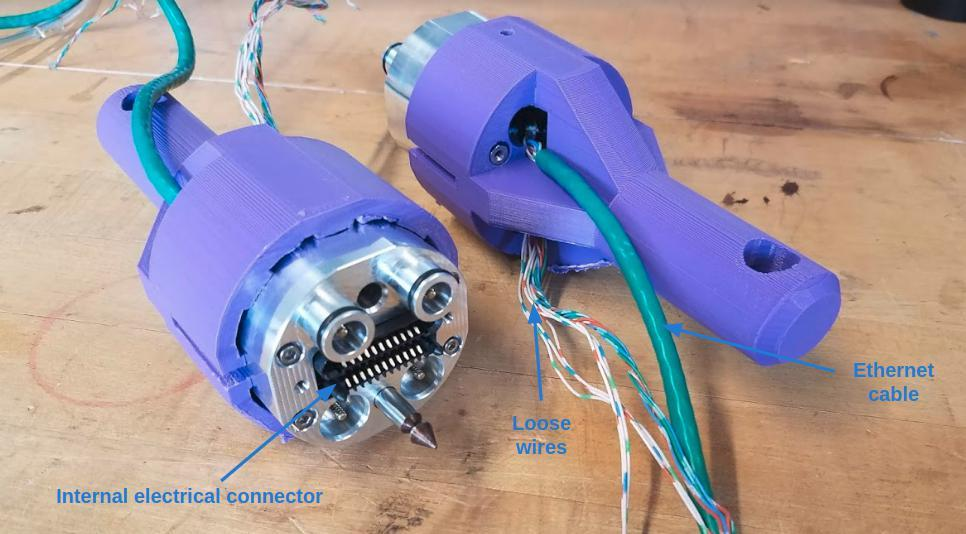 Ethernet
cable
Loose
wires
Internal electrical connector